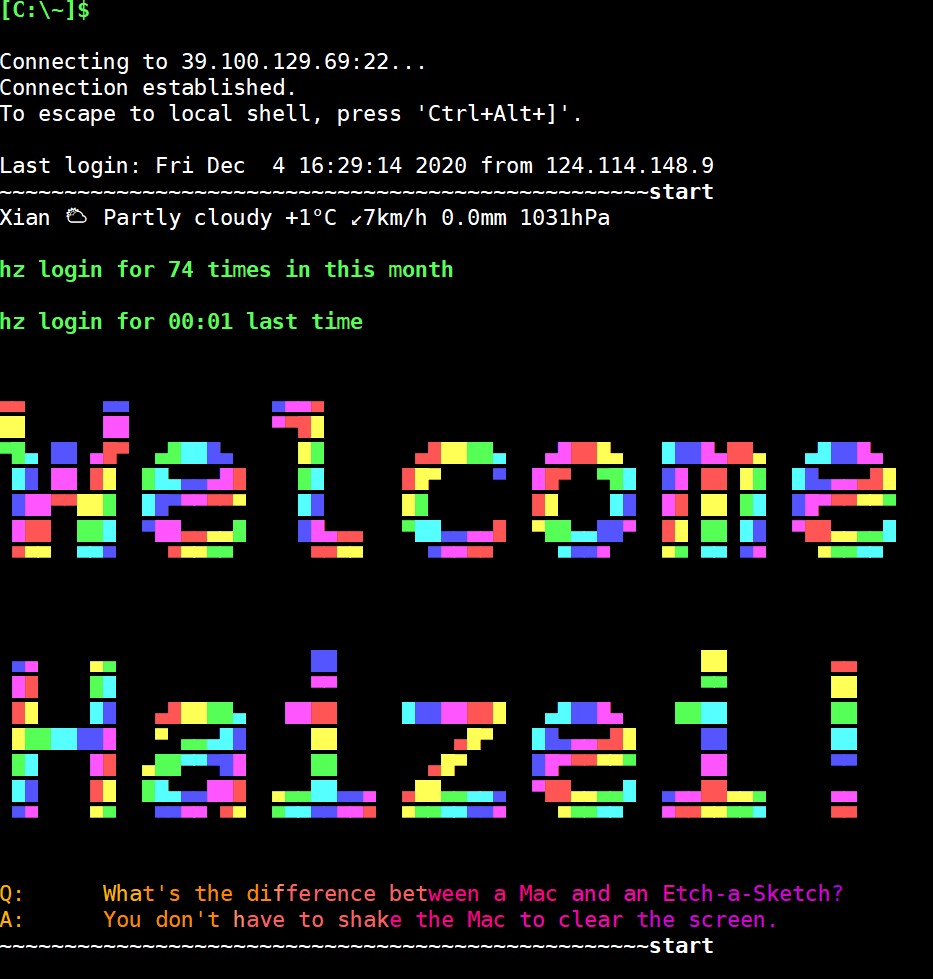 [C:\~]$
Connecting to 39.100.129.69:22...
Connection established.
To escape to local shell, press 'Ctrl+Alt+]'.
Last login: Fri Dec  4 16:29:14 2020 from 124.114.148.9
~~~~~~~~~~~~~~~~~~~~~~~~~~~~~~~~~~~~~~~~~~~~~~~~~~start
Xian ⛅ Partly cloudy +1°C ↙7km/h 0.0mm 1031hPa
hz login for 74 times in this month
hz login for 00:01 last time
Welcome
Haizei !
Q:      What's the difference between a Mac and an Etch-a-Sketch?
A:      You don't have to shake the Mac to clear the screen.
~~~~~~~~~~~~~~~~~~~~~~~~~~~~~~~~~~~~~~~~~~~~~~~~~~start